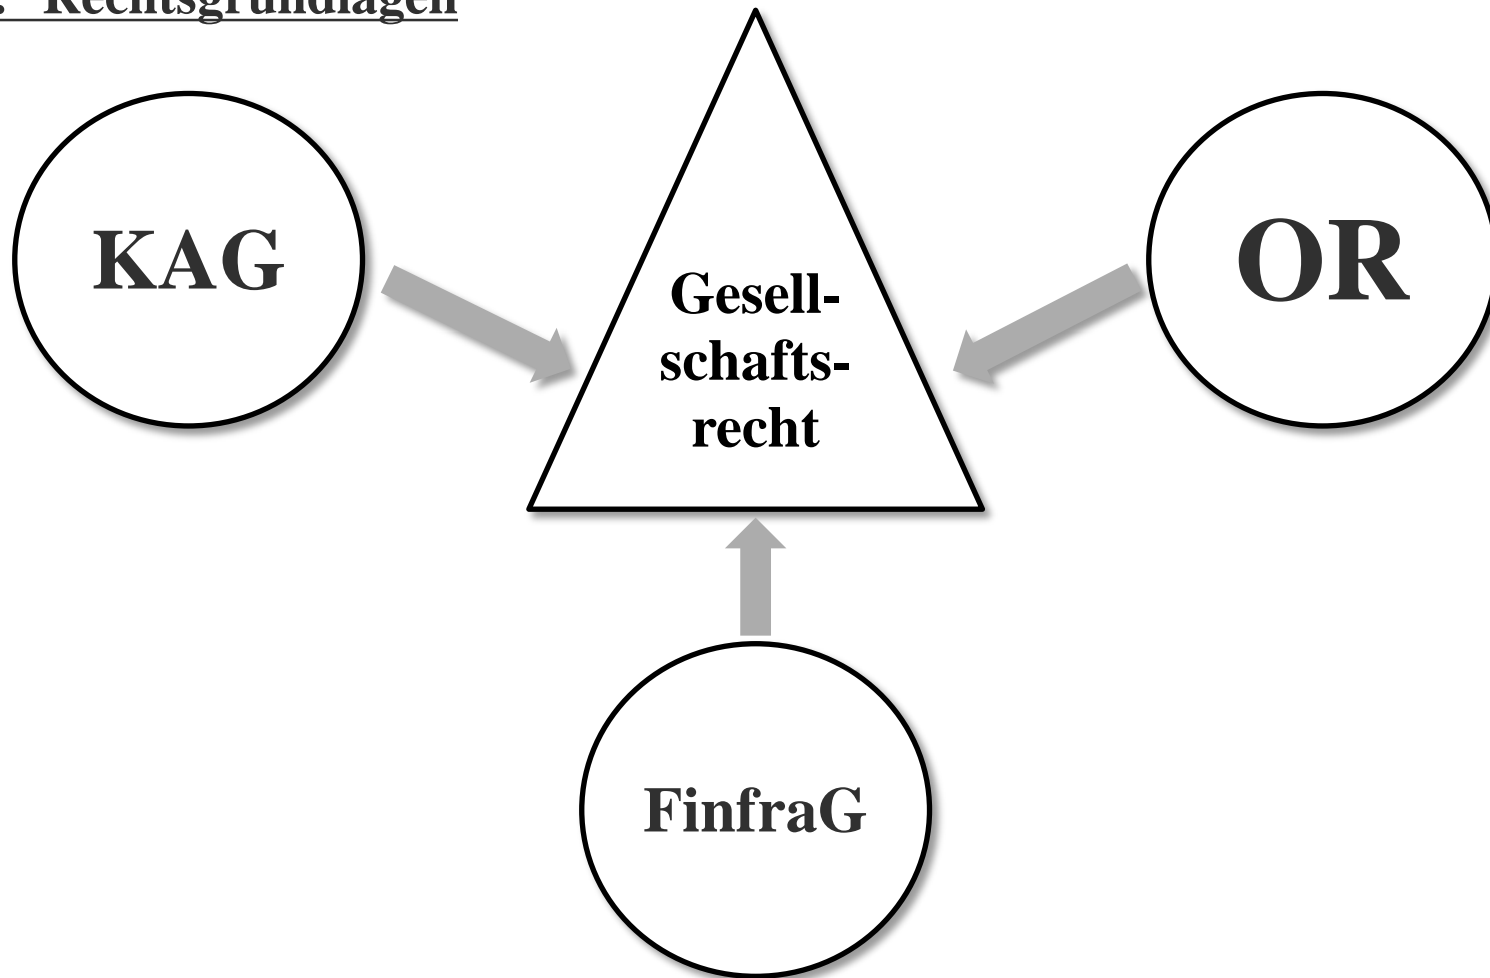 . Rechtsgrundlagen
KAG
OR
Gesell-
schafts-
recht
FinfraG